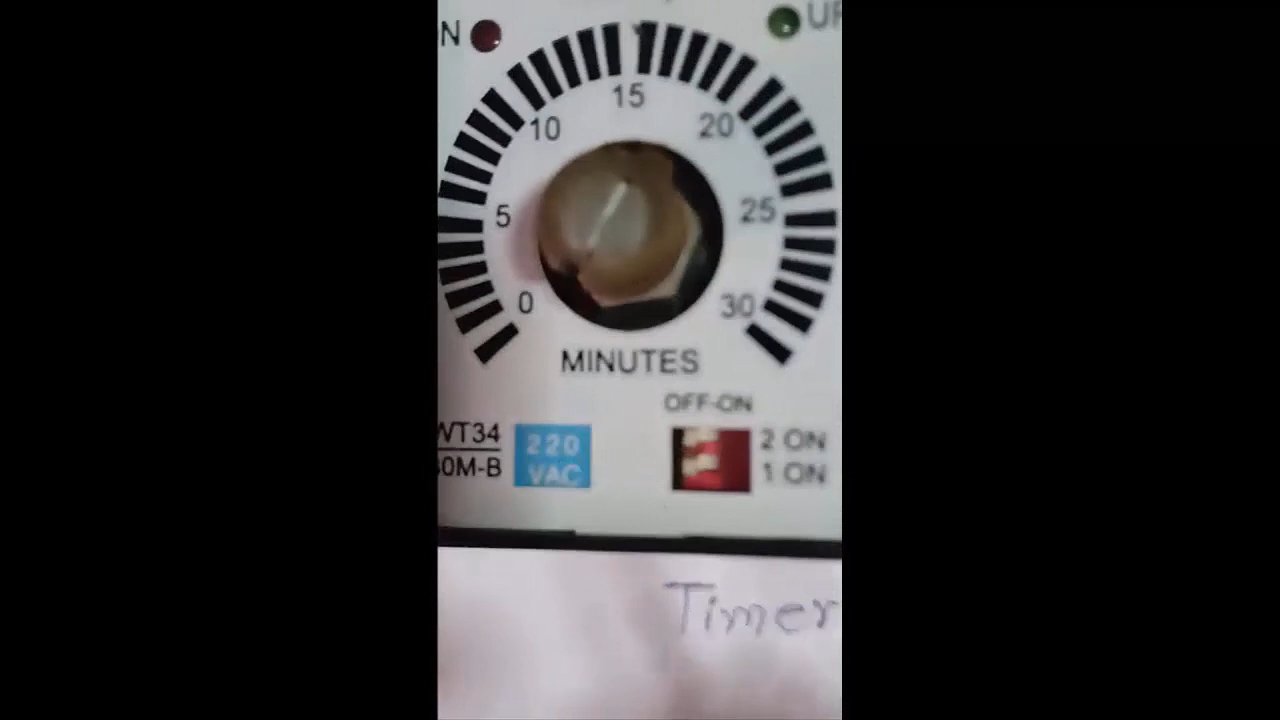 N
UP
15
10
20
5
25
0
30
MINUTES
OFF-ON
WT34
220
2 ON
30M-B
VAC
1 ON
Timer